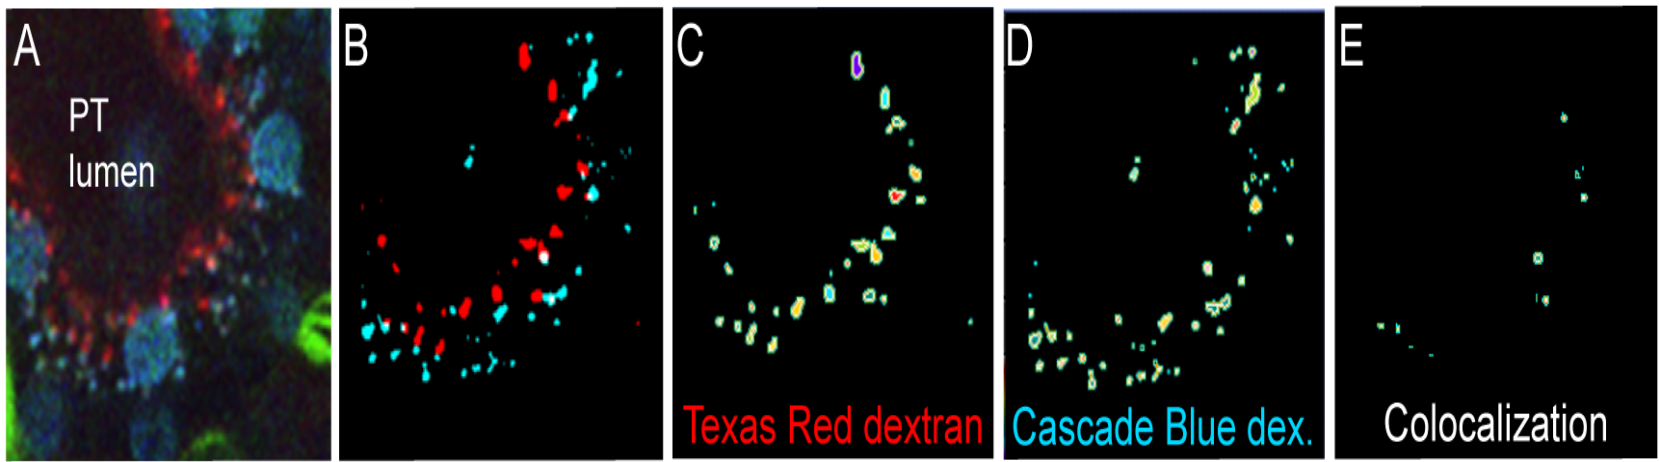 A
PT
lumen
B
C
Texas Red dextran
D
Cascade Blue dex.
E
Colocalization